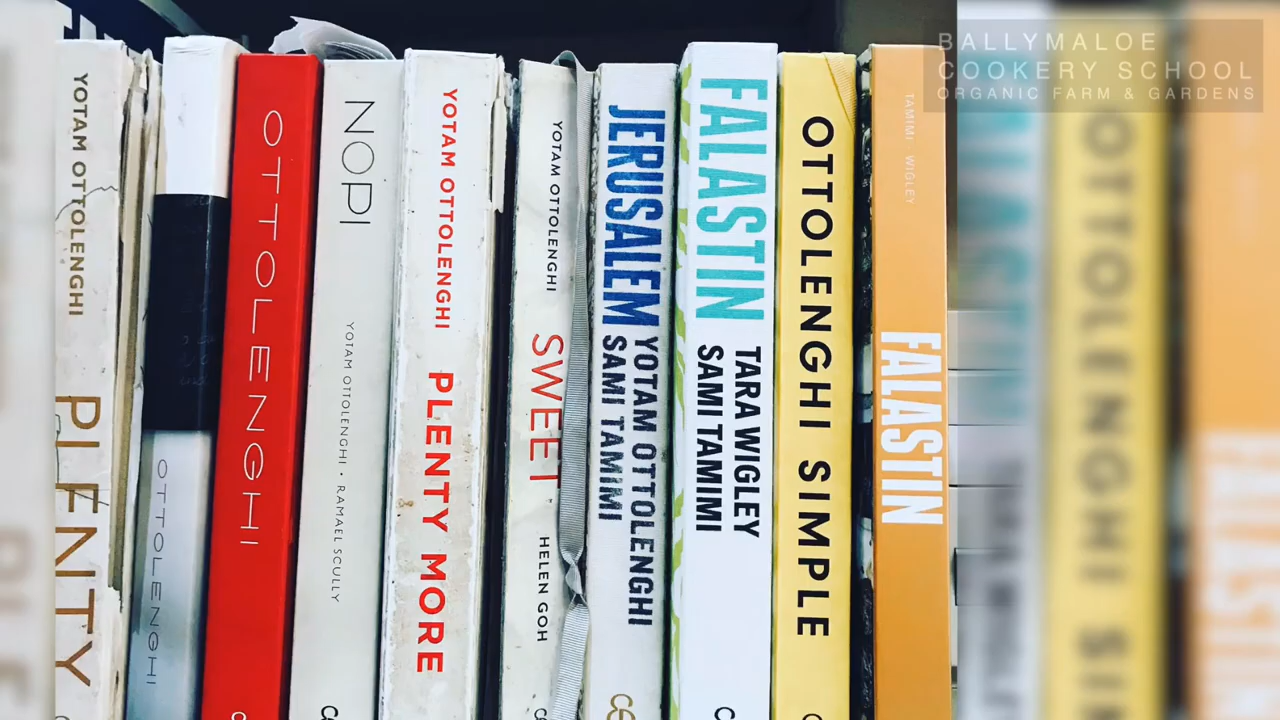 BALLYMALOE
COOKERY SCHOOL
ORGANIC FARM & GARDENS
YOTAM OTTOLENGHI
PLENTY
OTTOLENGHI
OTTOLENGHI
NOPI
YOTAM OTTOLENGHI • RAMAEL SCULLY
YOTAM OTTOLENGHI
PLENTY MORE
YOTAM OTTOLENGHI
SWEET
HELEN GOH
JERUSALEM
YOTAM OTTOLENGHI
SAMI TAMIMI
FALASTIN
TARA WIGLEY
SAMI TAMIMI
OTTOLENGHI SIMPLE
TAMIMI WIGLEY
FALASTIN